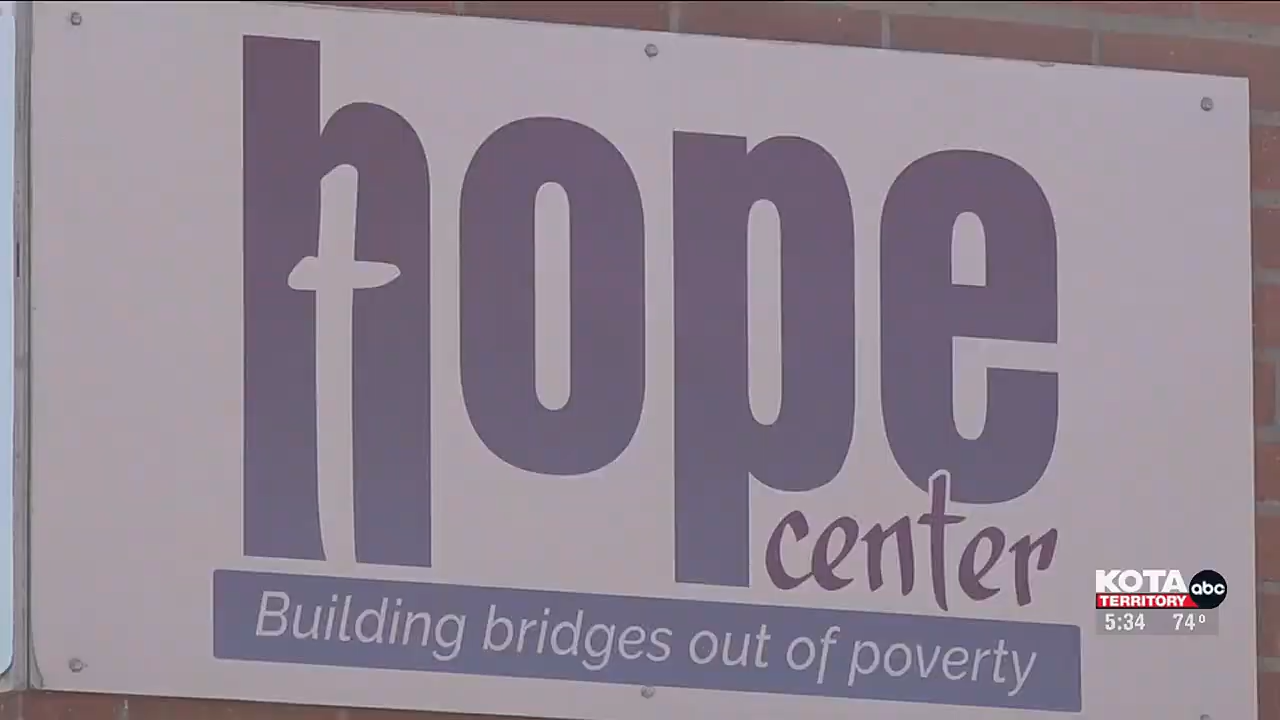 hope
center
Building bridges out of poverty
KOTA abc
TERRITORY
5:34 74°